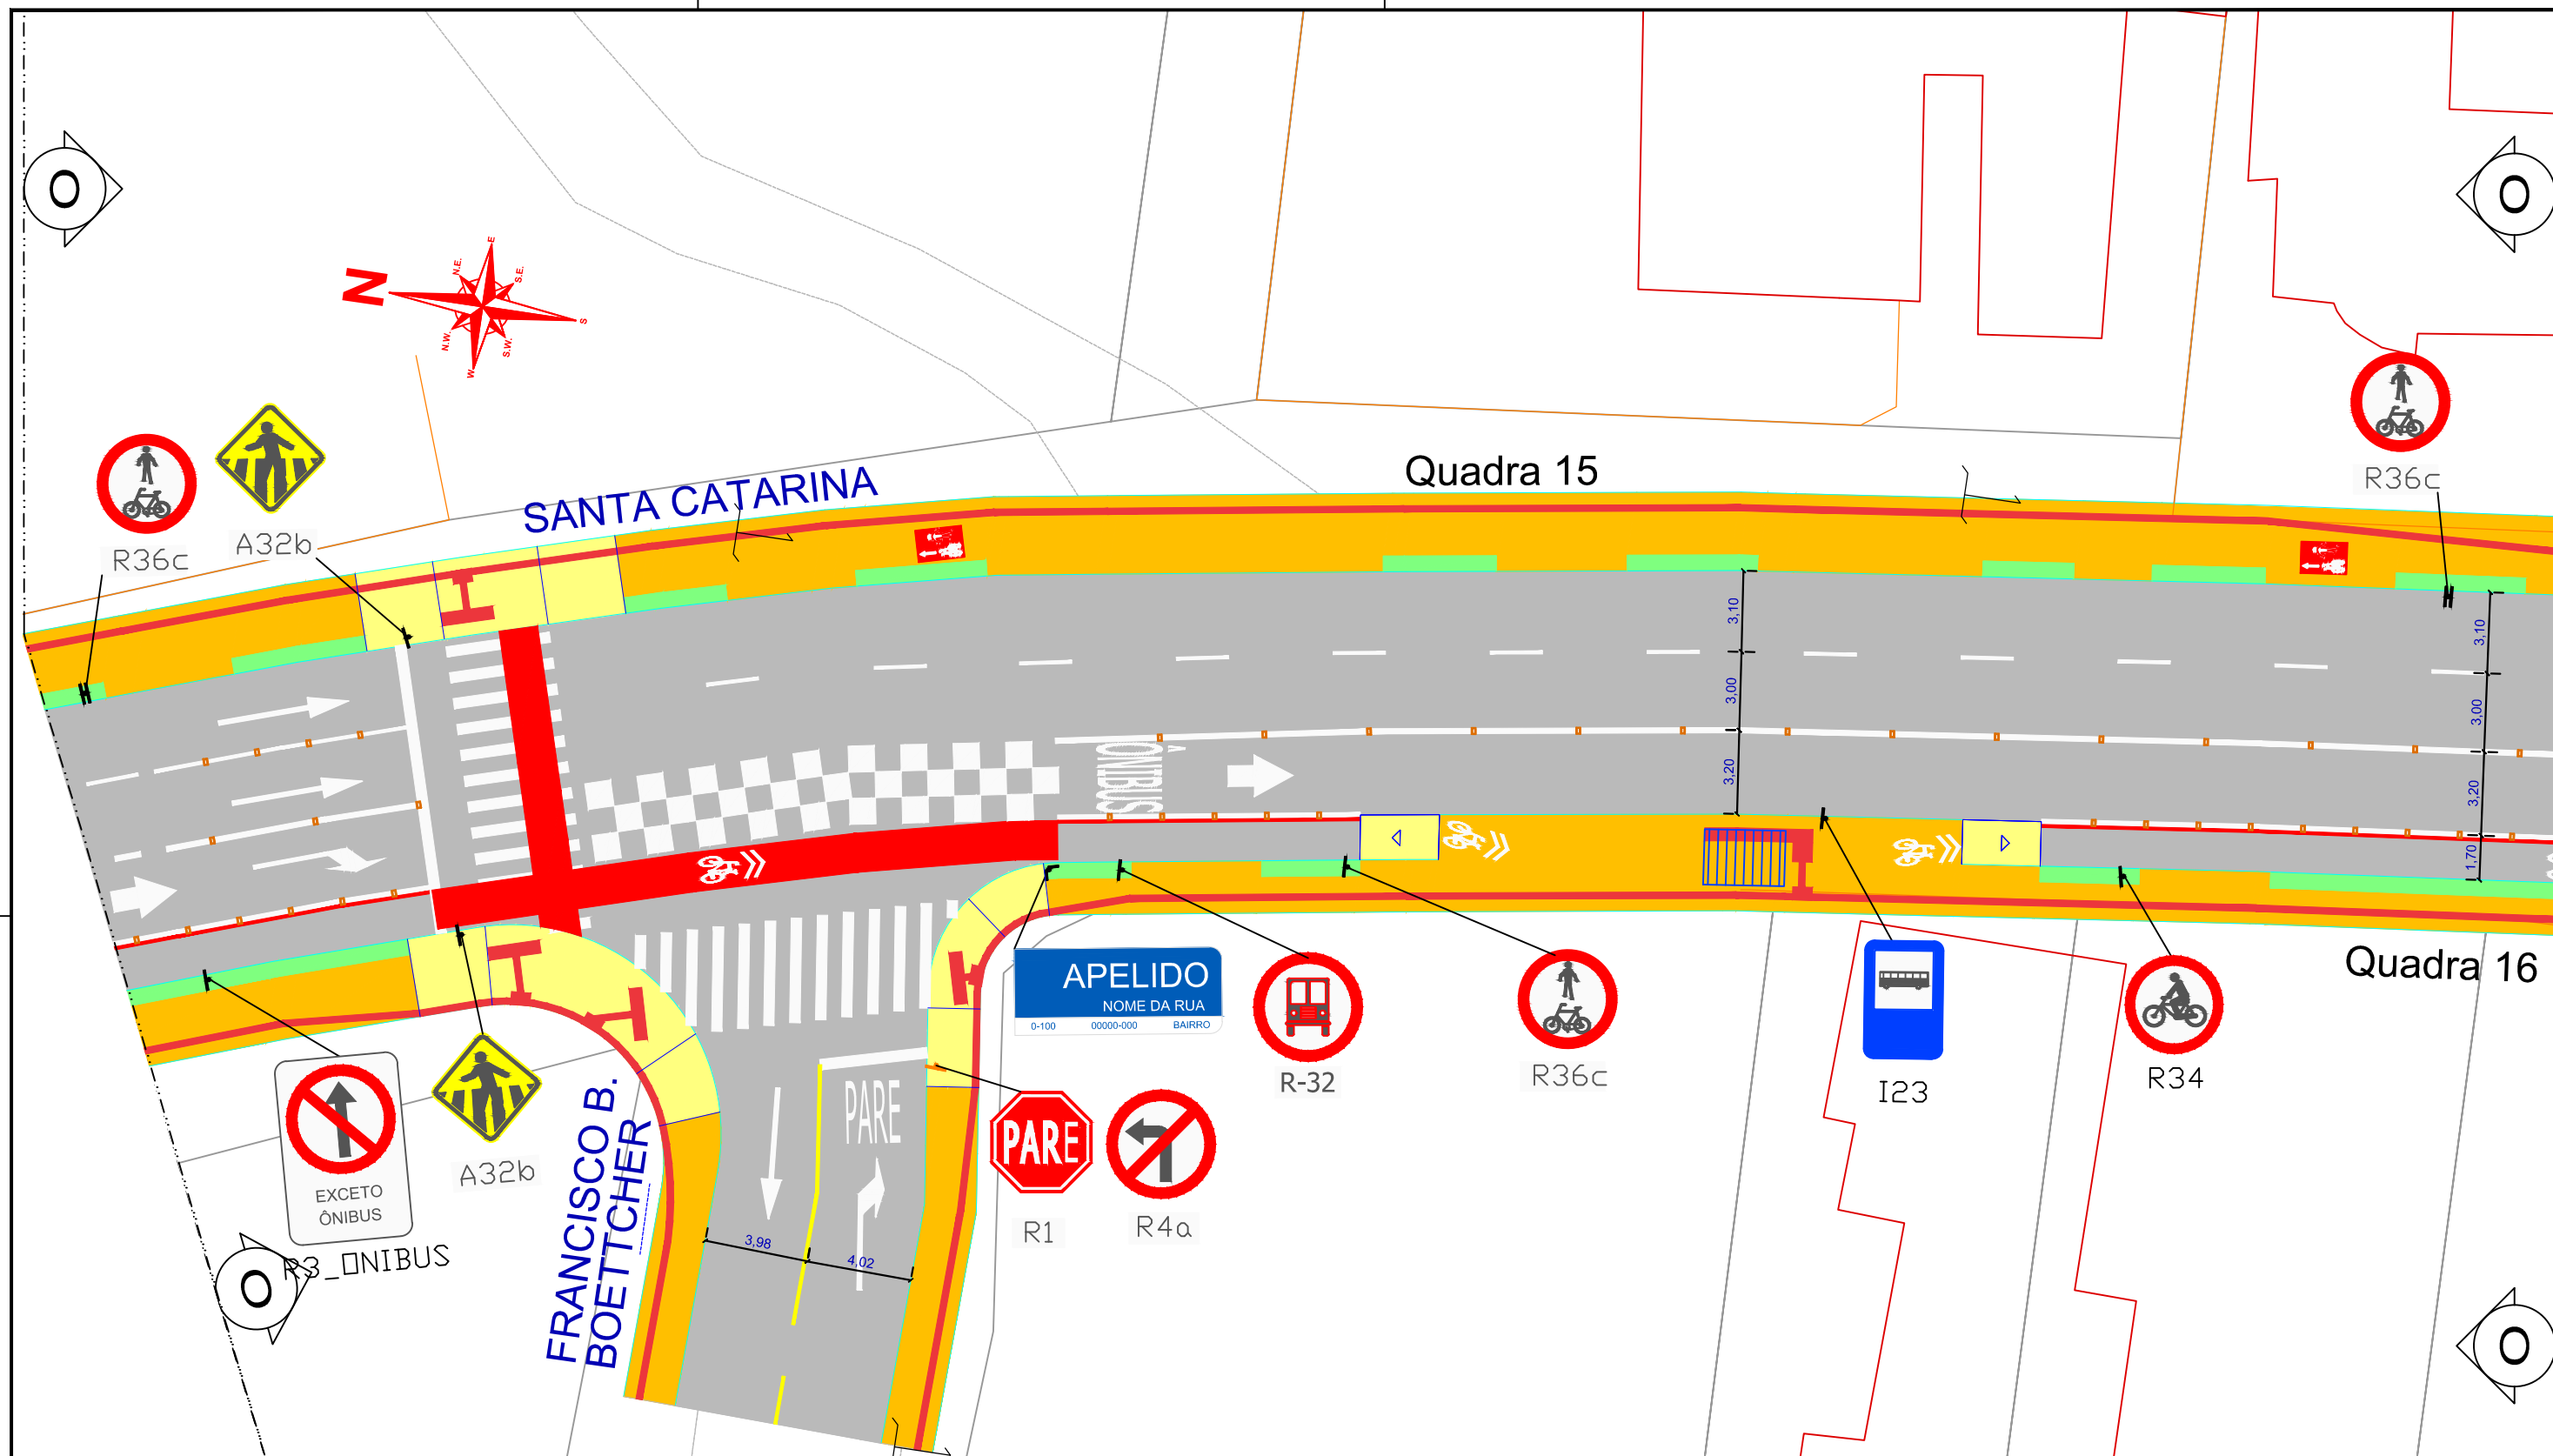 O
O
N
E
N.E.
S.E.
S
N.W.
S.W.
W
Quadra 15
SANTA CATARINA
R36c
A32b
R36c
3,10
3,00
3,20
3,10
3,00
3,20
1,70
ÔNIBUS
APELIDO
NOME DA RUA
0-100 00000-000 BAIRRO
R-32
R36c
I23
R34
Quadra 16
EXCETO
ÔNIBUS
R3_□NIBUS
A32b
FRANCISCO B.
BOETTCHER
PARE
PARE
R1
R4a
3,98
4,02
O
O